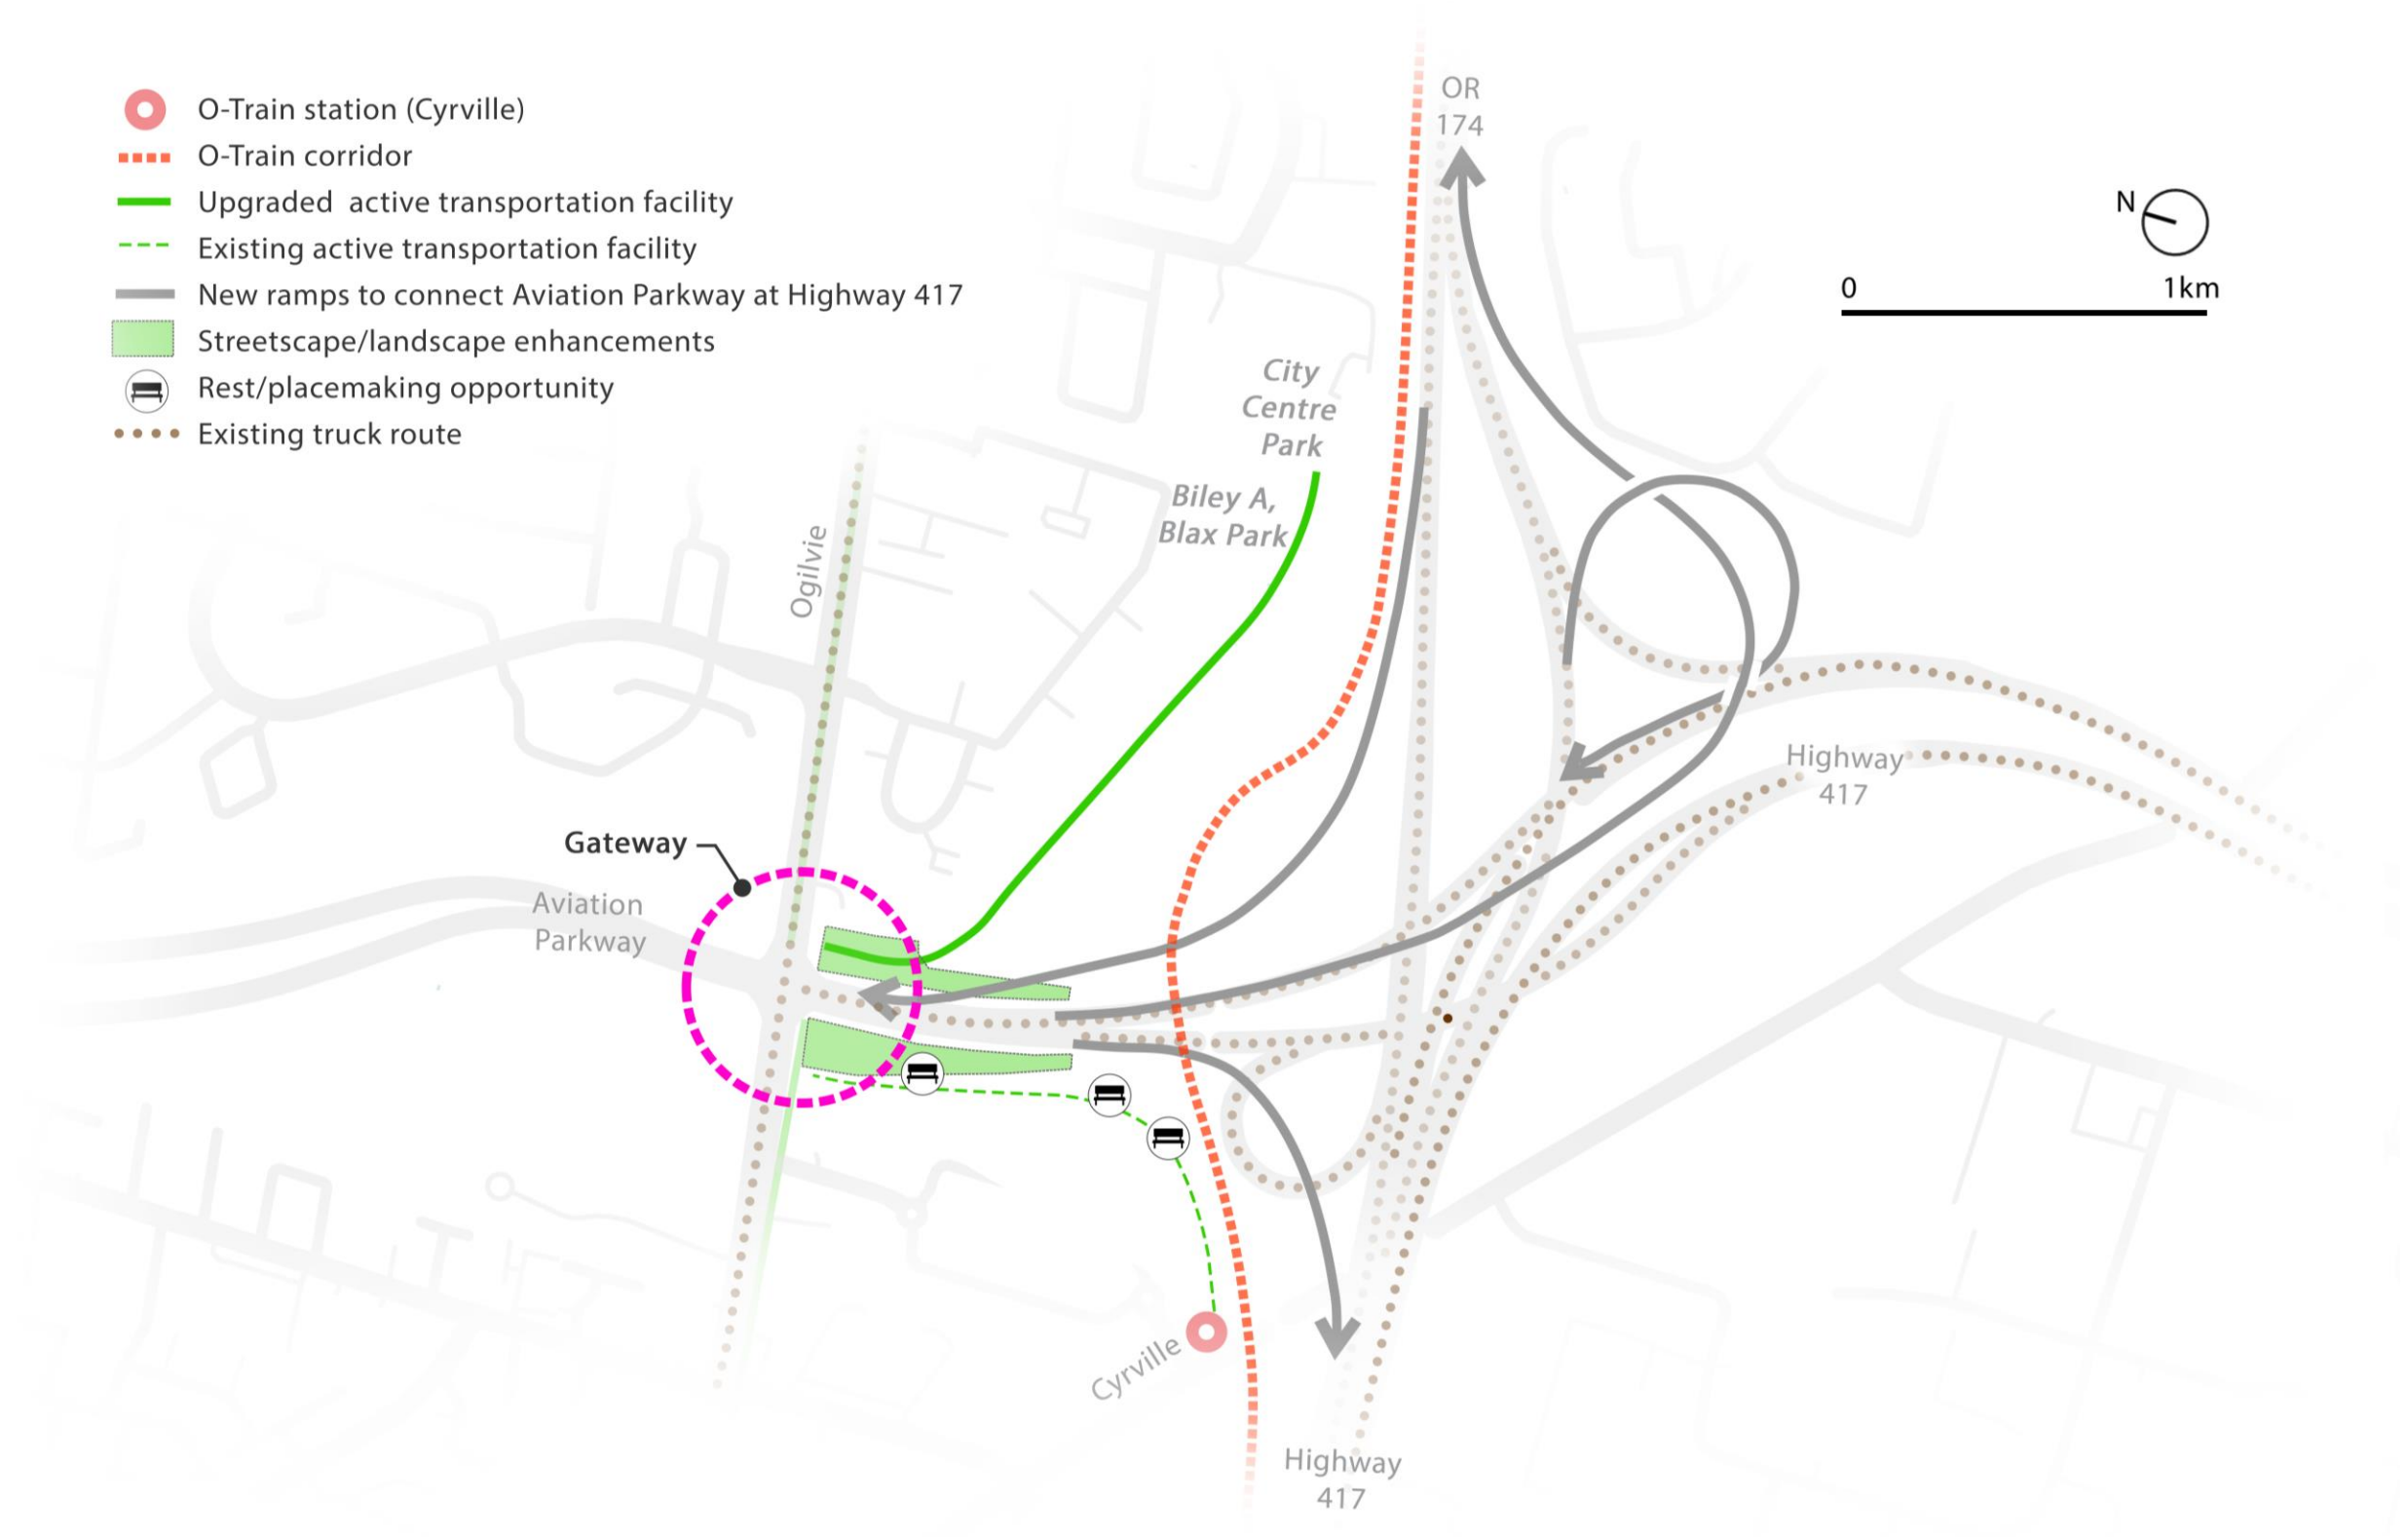 O-Train station (Cyrville)
O-Train corridor
Upgraded active transportation facility
Existing active transportation facility
New ramps to connect Aviation Parkway at Highway 417
Streetscape/landscape enhancements
Rest/placemaking opportunity
Existing truck route
OR
174
N
0 1km
City
Centre
Park
Biley A,
Blax Park
Ogilvie
Highway
417
Gateway
Aviation
Parkway
Cyrville
Highway
417